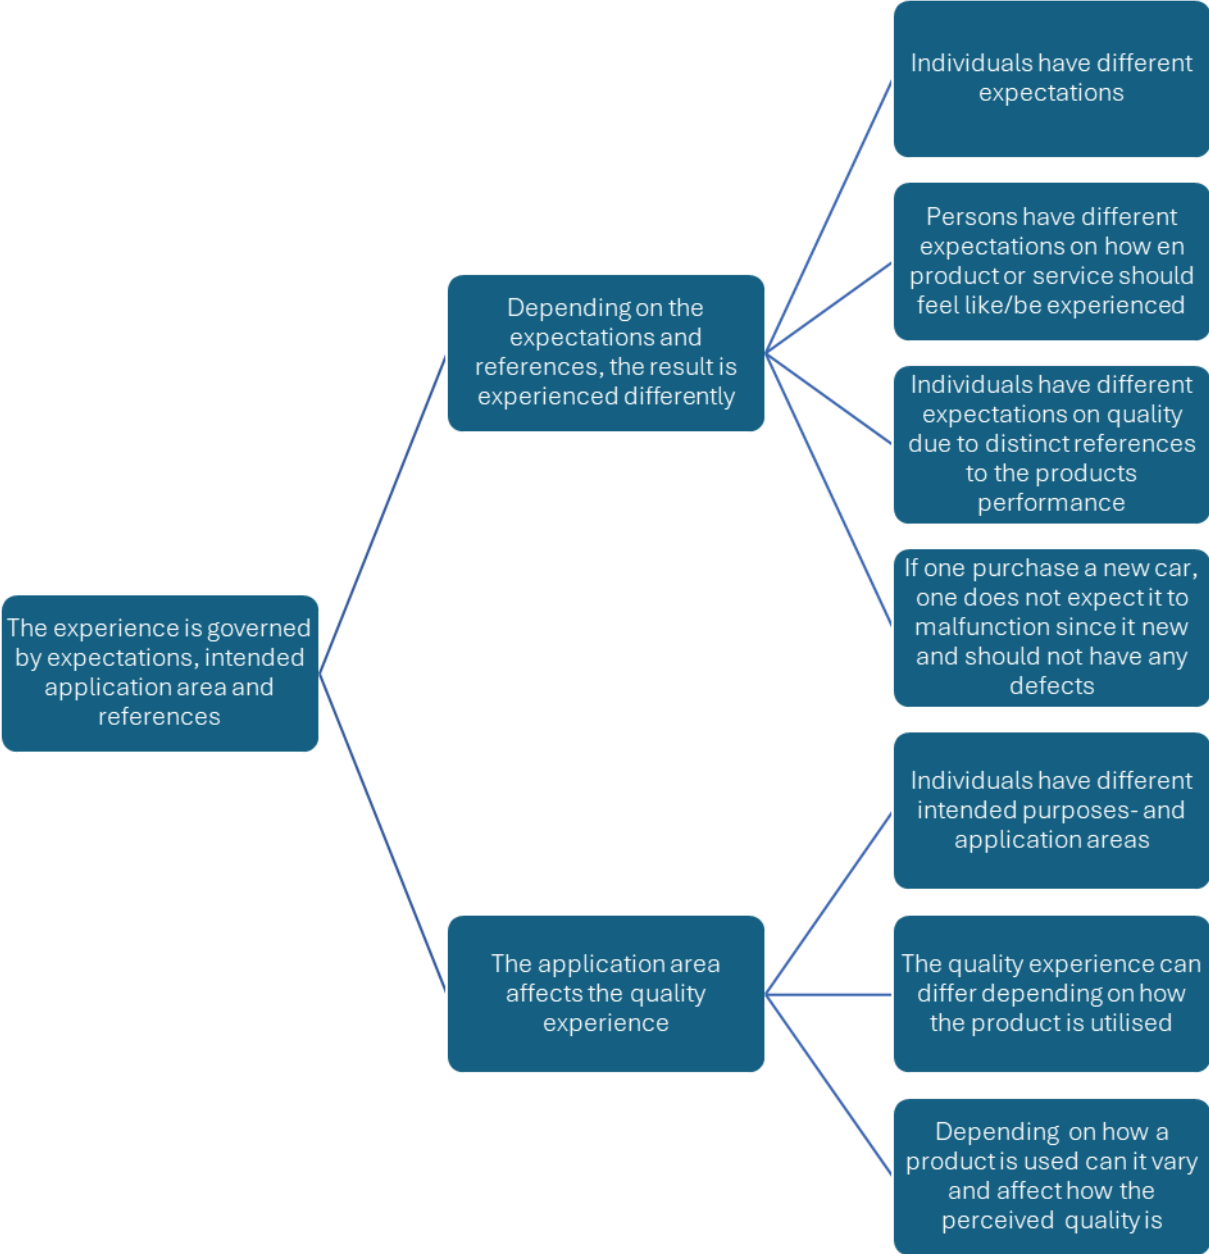 Individuals have different
expectations
Persons have different
expectations on how en
product or service should
feel like/be experienced
Depending on the
expectations and
references, the result is
experienced differently
Individuals have different
expectations on quality
due to distinct references
to the products
performance
If one purchase a new car,
one does not expect it to
malfunction since it new
and should not have any
defects
The experience is governed
by expectations, intended
application area and
references
Individuals have different
intended purposes- and
application areas
The application area
affects the quality
experience
The quality experience can
differ depending on how
the product is utilised
Depending on how a
product is used can it vary
and affect how the
perceived quality is